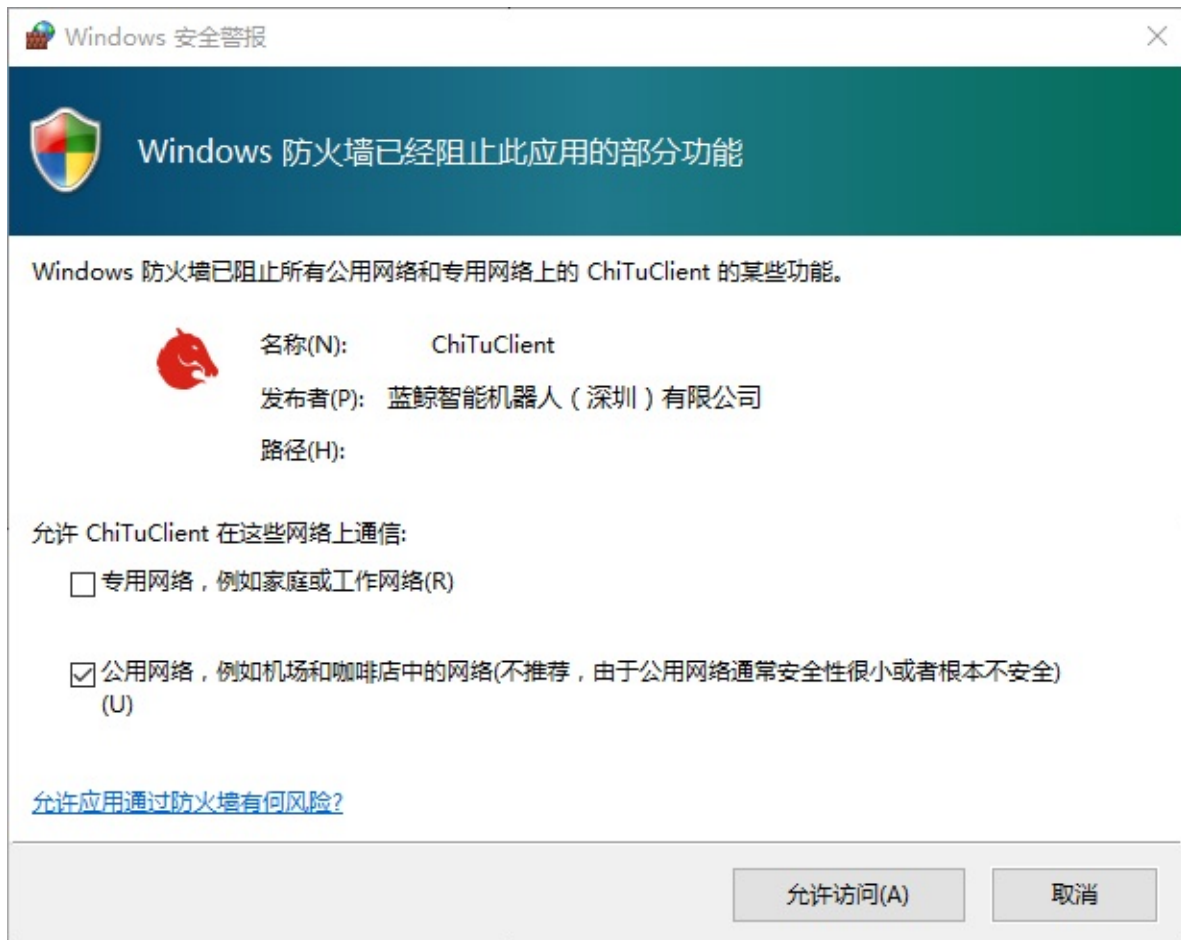 Windows 安全警报
Windows 防火墙已经阻止此应用的部分功能
Windows 防火墙已阻止所有公用网络和专用网络上的 ChiTuClient 的某些功能。
名称(N): ChiTuClient
发布者(P): 蓝鲸智能机器人（深圳）有限公司
路径(H):
允许 ChiTuClient 在这些网络上通信:
专用网络，例如家庭或工作网络(R)
公用网络，例如机场和咖啡店中的网络(不推荐，由于公用网络通常安全性很小或者根本不安全)
(U)
允许应用通过防火墙有何风险?
允许访问(A) 取消